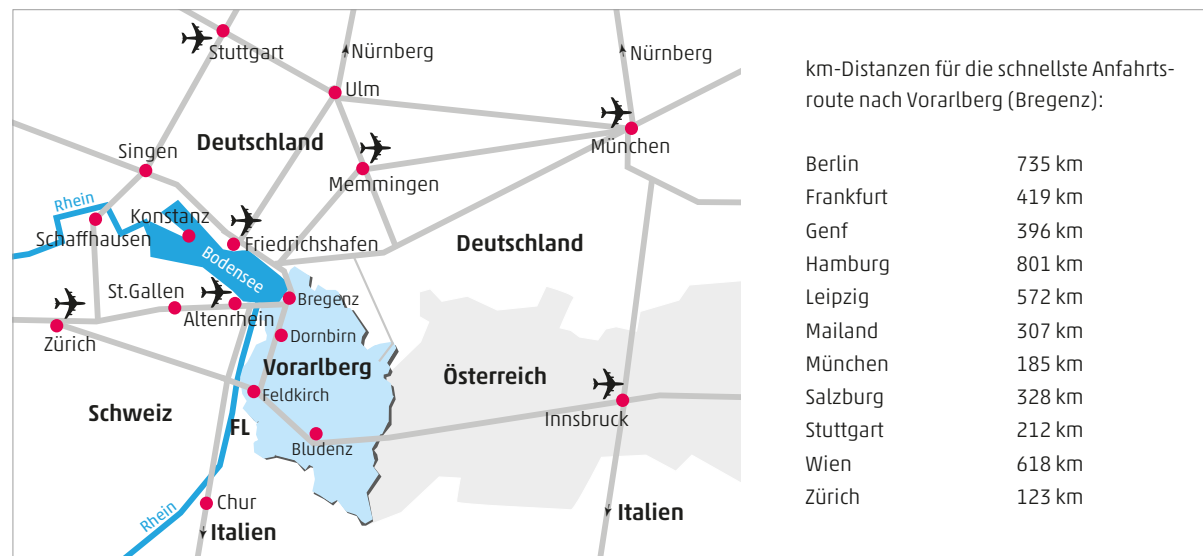 Stuttgart
Nürnberg
Nürnberg
Ulm
Deutschland
München
Singen
Memmingen
Rhein
Konstanz
Schaffhausen
Friedrichshafen
Deutschland
Bodensee
St.Gallen
Bregenz
Altenrhein
Zürich
Dornbirn
Vorarlberg
Österreich
Feldkirch
Schweiz
FL
Innsbruck
Bludenz
Chur
Rhein
Italien
Italien
km-Distanzen für die schnellste Anfahrts-
route nach Vorarlberg (Bregenz):
Berlin 735 km
Frankfurt 419 km
Genf 396 km
Hamburg 801 km
Leipzig 572 km
Mailand 307 km
München 185 km
Salzburg 328 km
Stuttgart 212 km
Wien 618 km
Zürich 123 km